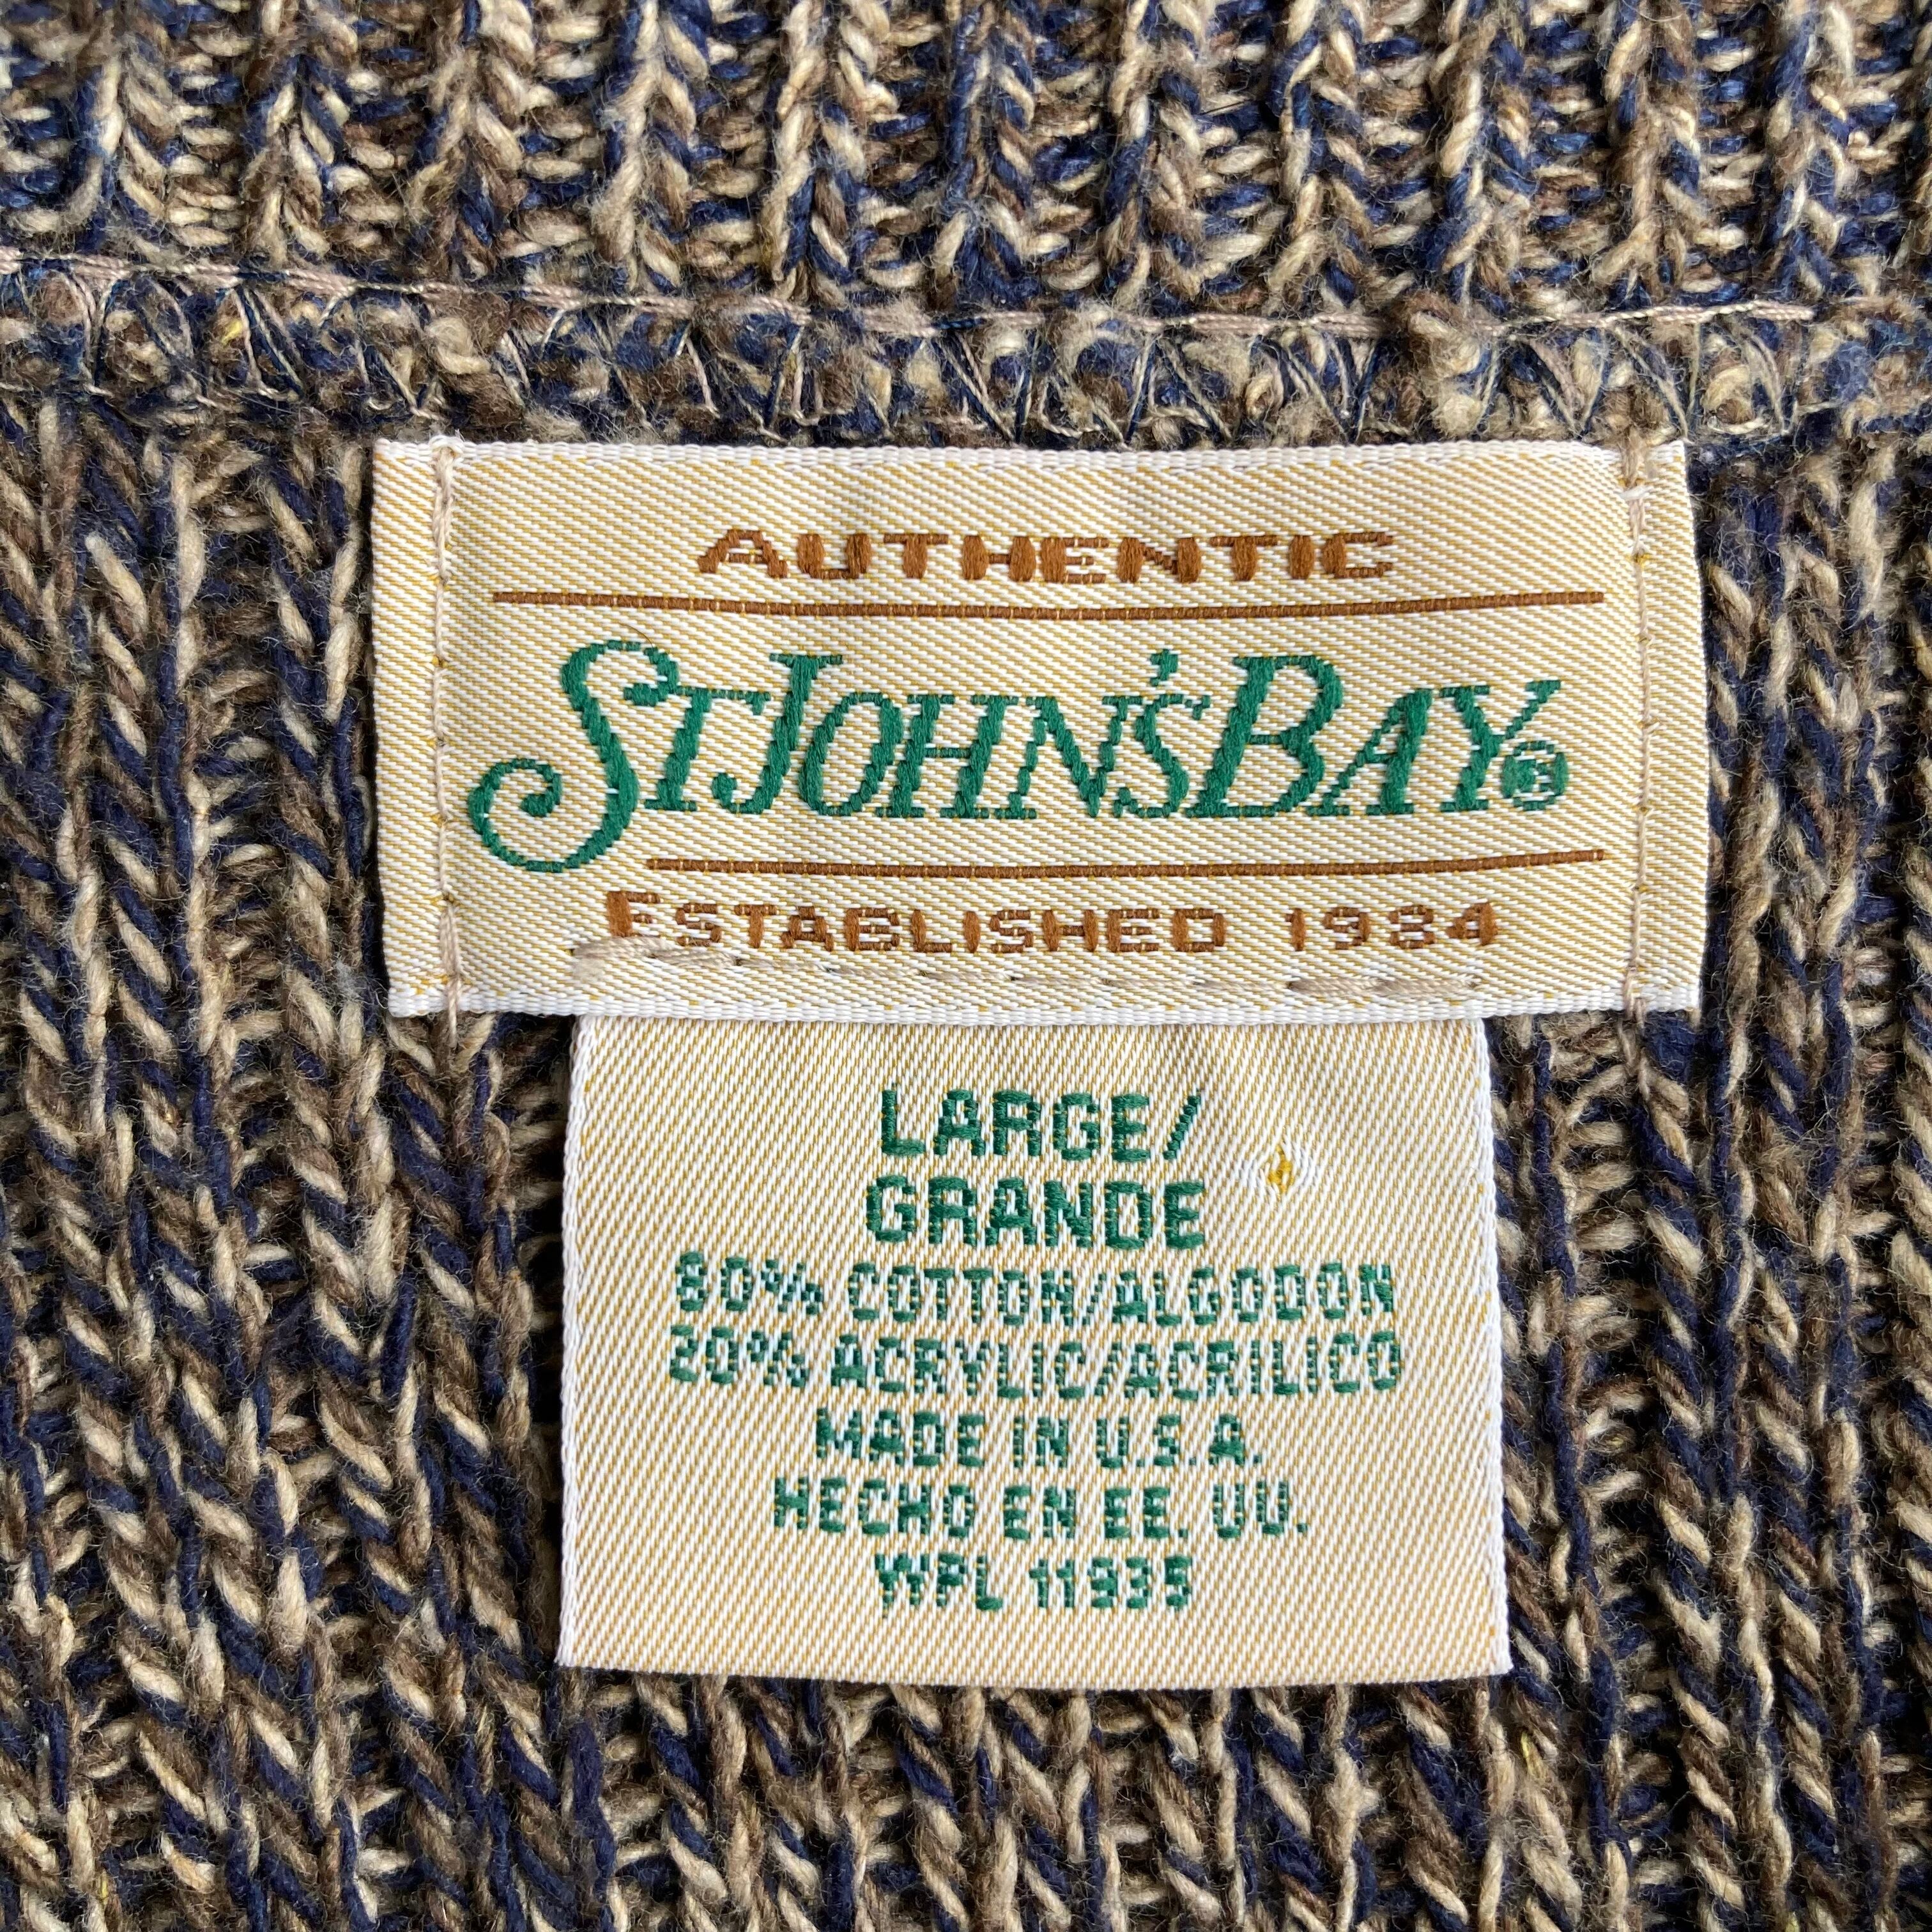 AUTHENTIC
ST JOHN'S BAY®
ESTABLISHED 1984
LARGE/
GRANDE
80% COTTON/ALGODON
20% ACRYLIC/ACRILICO
MADE IN U.S.A.
HECHO EN EE. UU.
WPL 11935